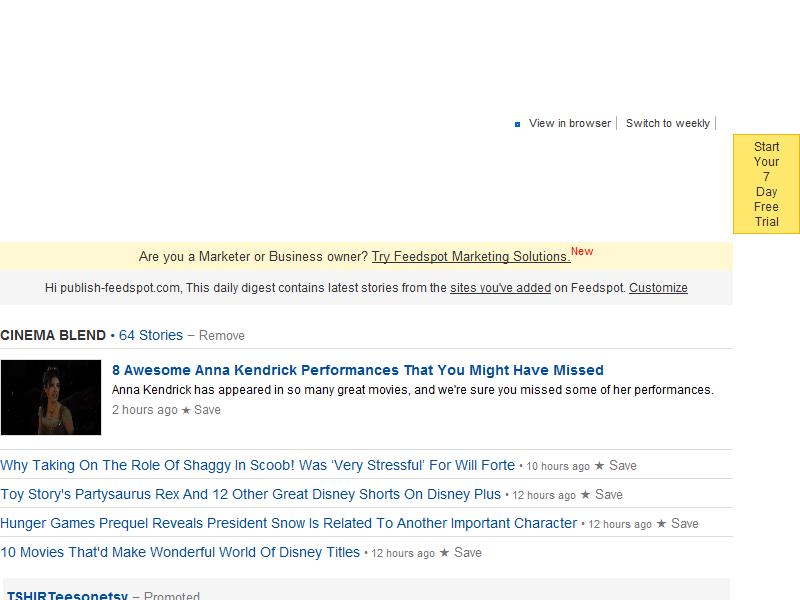 View in browser Switch to weekly
Start
Your
7
Day
Free
Trial
Are you a Marketer or Business owner? Try Feedspot Marketing Solutions.New
Hi publish-feedspot.com, This daily digest contains latest stories from the sites you've added on Feedspot. Customize
CINEMA BLEND • 64 Stories – Remove
8 Awesome Anna Kendrick Performances That You Might Have Missed
Anna Kendrick has appeared in so many great movies, and we're sure you missed some of her performances.
2 hours ago ★ Save
Why Taking On The Role Of Shaggy In Scoob! Was ‘Very Stressful’ For Will Forte • 10 hours ago ★ Save
Toy Story's Partysaurus Rex And 12 Other Great Disney Shorts On Disney Plus • 12 hours ago ★ Save
Hunger Games Prequel Reveals President Snow Is Related To Another Important Character • 12 hours ago ★ Save
10 Movies That'd Make Wonderful World Of Disney Titles • 12 hours ago ★ Save
TSHIRTeesonetsy – Promoted